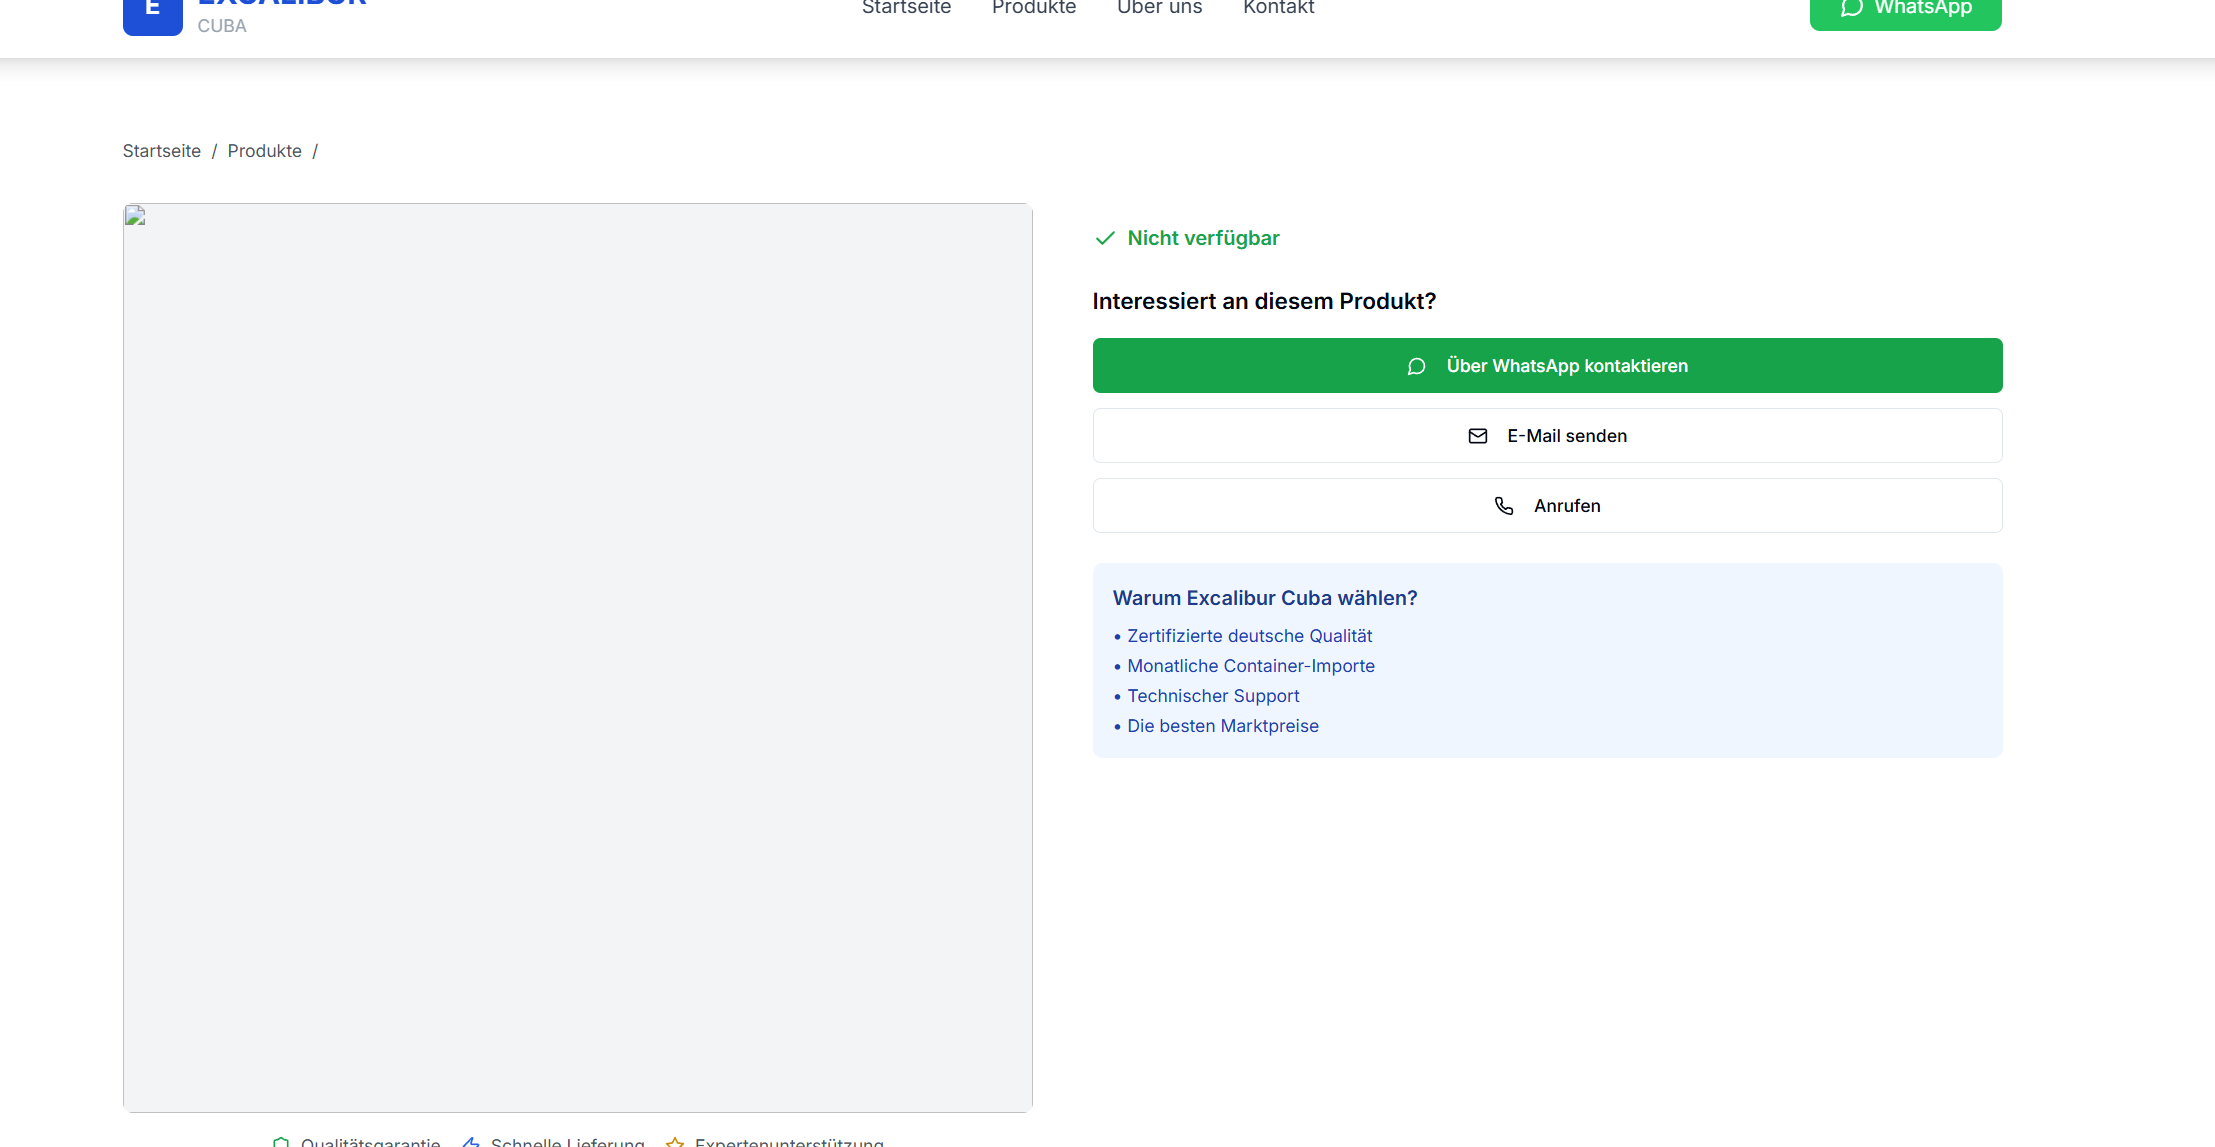 E
EXCALIBUR
CUBA
Startseite
Produkte
Über uns
Kontakt
WhatsApp
Startseite / Produkte /
Nicht verfügbar
Interessiert an diesem Produkt?
Über WhatsApp kontaktieren
E-Mail senden
Anrufen
Warum Excalibur Cuba wählen?
• Zertifizierte deutsche Qualität
• Monatliche Container-Importe
• Technischer Support
• Die besten Marktpreise
Qualitätsgarantie
Schnelle Lieferung
Expertenunterstützung